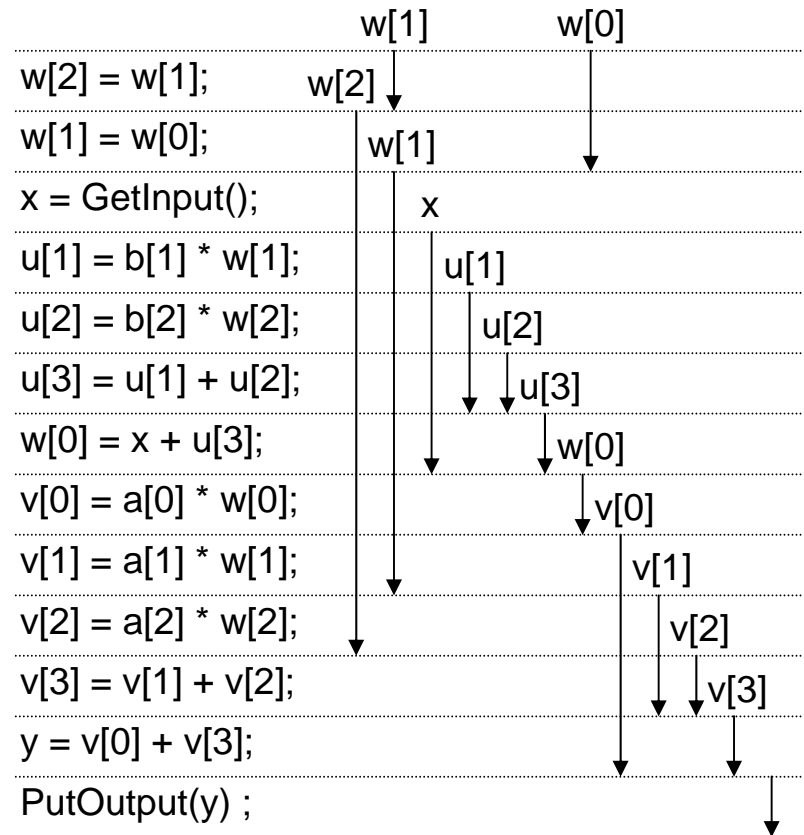 w[1] w[0]
w[2] = w[1]; w[2]
w[1] = w[0]; w[1]
x = GetInput(); x
u[1] = b[1] * w[1]; u[1]
u[2] = b[2] * w[2]; u[2]
u[3] = u[1] + u[2]; u[3]
w[0] = x + u[3]; w[0]
v[0] = a[0] * w[0]; v[0]
v[1] = a[1] * w[1]; v[1]
v[2] = a[2] * w[2]; v[2]
v[3] = v[1] + v[2]; v[3]
y = v[0] + v[3];
PutOutput(y) ;